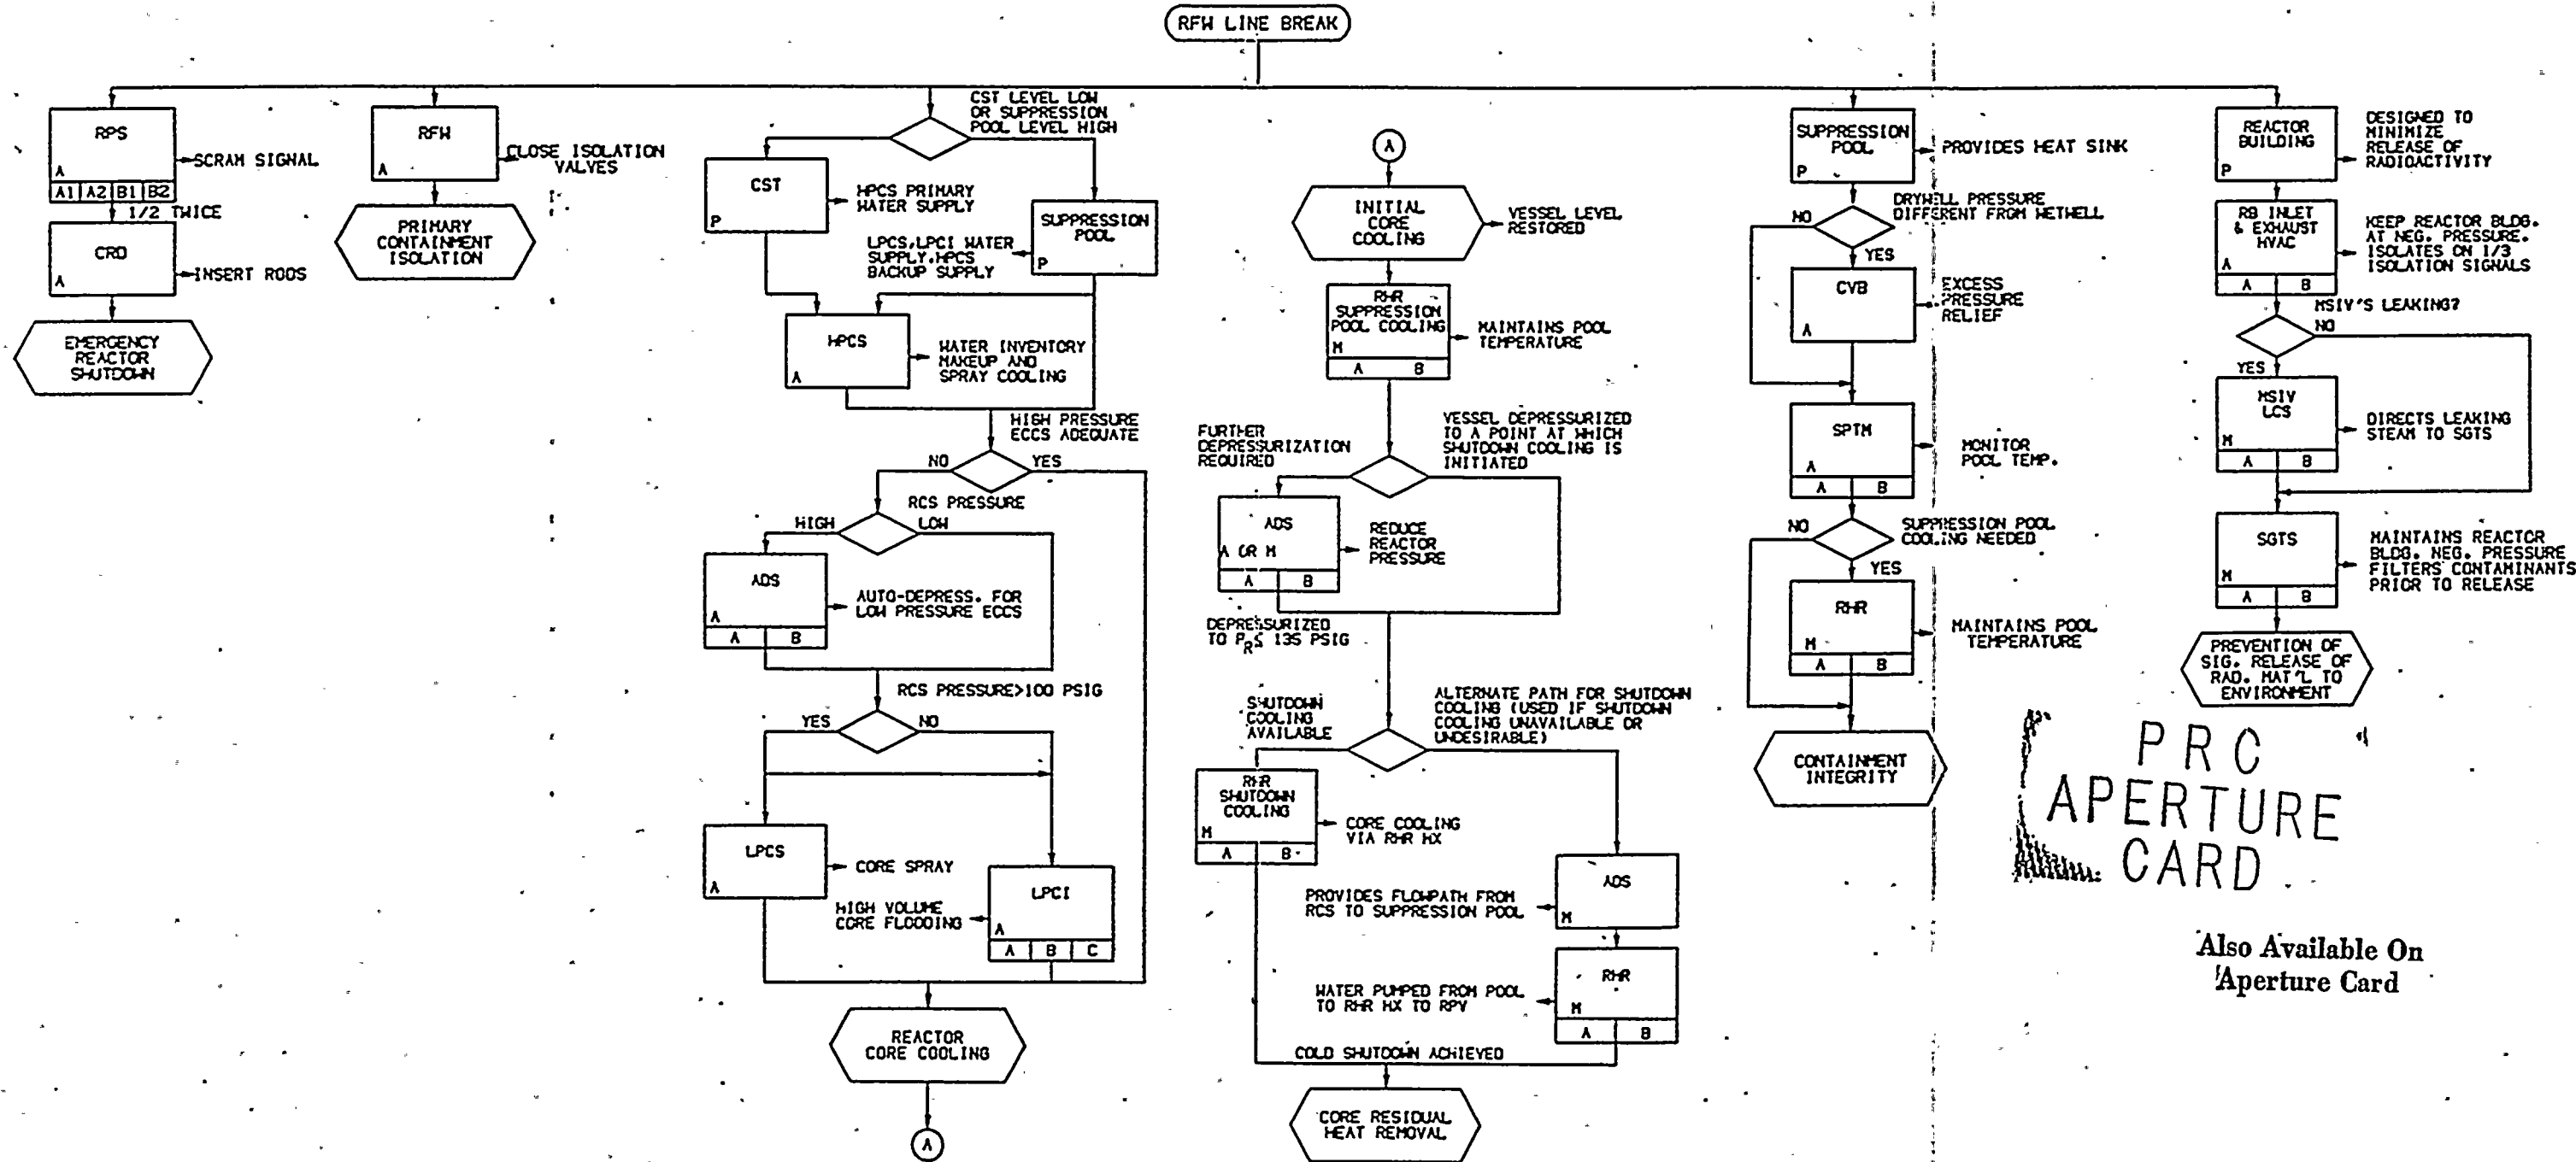 RFW LINE BREAK
RPS
A
A1 A2 B1 B2
SCRAM SIGNAL
1/2 TWICE
CRD
A
INSERT RODS
EMERGENCY
REACTOR
SHUTDOWN
RFW
A
CLOSE ISOLATION
VALVES
PRIMARY
CONTAINMENT
ISOLATION
CST LEVEL LOW
OR SUPPRESSION
POOL LEVEL HIGH
CST
P
HPCS PRIMARY
WATER SUPPLY
SUPPRESSION
POOL
P
LPCS,LPCI WATER
SUPPLY,HPCS
BACKUP SUPPLY
HPCS
A
WATER INVENTORY
MAKEUP AND
SPRAY COOLING
HIGH PRESSURE
ECCS ADEQUATE
NO
YES
RCS PRESSURE
HIGH
LOW
ADS
A
A B
AUTO-DEPRESS. FOR
LOW PRESSURE ECCS
RCS PRESSURE>100 PSIG
YES
NO
LPCS
A
CORE SPRAY
LPCI
A
A B C
HIGH VOLUME
CORE FLOODING
REACTOR
CORE COOLING
A
A
INITIAL
CORE
COOLING
VESSEL LEVEL
RESTORED
RHR
SUPPRESSION
POOL COOLING
M
A B
MAINTAINS POOL
TEMPERATURE
FURTHER
DEPRESSURIZATION
REQUIRED
VESSEL DEPRESSURIZED
TO A POINT AT WHICH
SHUTDOWN COOLING IS
INITIATED
ADS
A OR M
A B
REDUCE
REACTOR
PRESSURE
DEPRESSURIZED
TO PR≤ 135 PSIG
SHUTDOWN
COOLING
AVAILABLE
ALTERNATE PATH FOR SHUTDOWN
COOLING (USED IF SHUTDOWN
COOLING UNAVAILABLE OR
UNDESIRABLE)
RHR
SHUTDOWN
COOLING
M
A B
CORE COOLING
VIA RHR HX
ADS
M
PROVIDES FLOWPATH FROM
RCS TO SUPPRESSION POOL
RHR
M
A B
WATER PUMPED FROM POOL
TO RHR HX TO RPV
COLD SHUTDOWN ACHIEVED
CORE RESIDUAL
HEAT REMOVAL
SUPPRESSION
POOL
P
PROVIDES HEAT SINK
DRYWELL PRESSURE
DIFFERENT FROM WETWELL
NO
YES
CVB
A
EXCESS
PRESSURE
RELIEF
SPTM
A
A B
MONITOR
POOL TEMP.
NO
SUPPRESSION POOL
COOLING NEEDED
YES
RHR
M
A B
MAINTAINS POOL
TEMPERATURE
CONTAINMENT
INTEGRITY
REACTOR
BUILDING
P
DESIGNED TO
MINIMIZE
RELEASE OF
RADIOACTIVITY
RB INLET
& EXHAUST
HVAC
A
A B
KEEP REACTOR BLDG.
AT NEG. PRESSURE.
ISOLATES ON 1/3
ISOLATION SIGNALS
MSIV'S LEAKING?
NO
YES
MSIV
LCS
M
A B
DIRECTS LEAKING
STEAM TO SGTS
SGTS
M
A B
MAINTAINS REACTOR
BLDG. NEG. PRESSURE
FILTERS CONTAMINANTS
PRIOR TO RELEASE
PREVENTION OF
SIG. RELEASE OF
RAD. MAT'L TO
ENVIRONMENT
PRC
APERTURE
CARD
Also Available On
Aperture Card